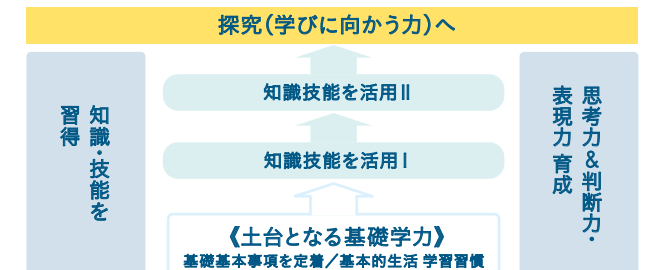 探究（学びに向かう力）へ
知識・技能を
習得
知識技能を活用Ⅱ
知識技能を活用Ⅰ
《土台となる基礎学力》
基礎基本事項を定着／基本的生活 学習習慣
思考力＆判断力・
表現力 育成